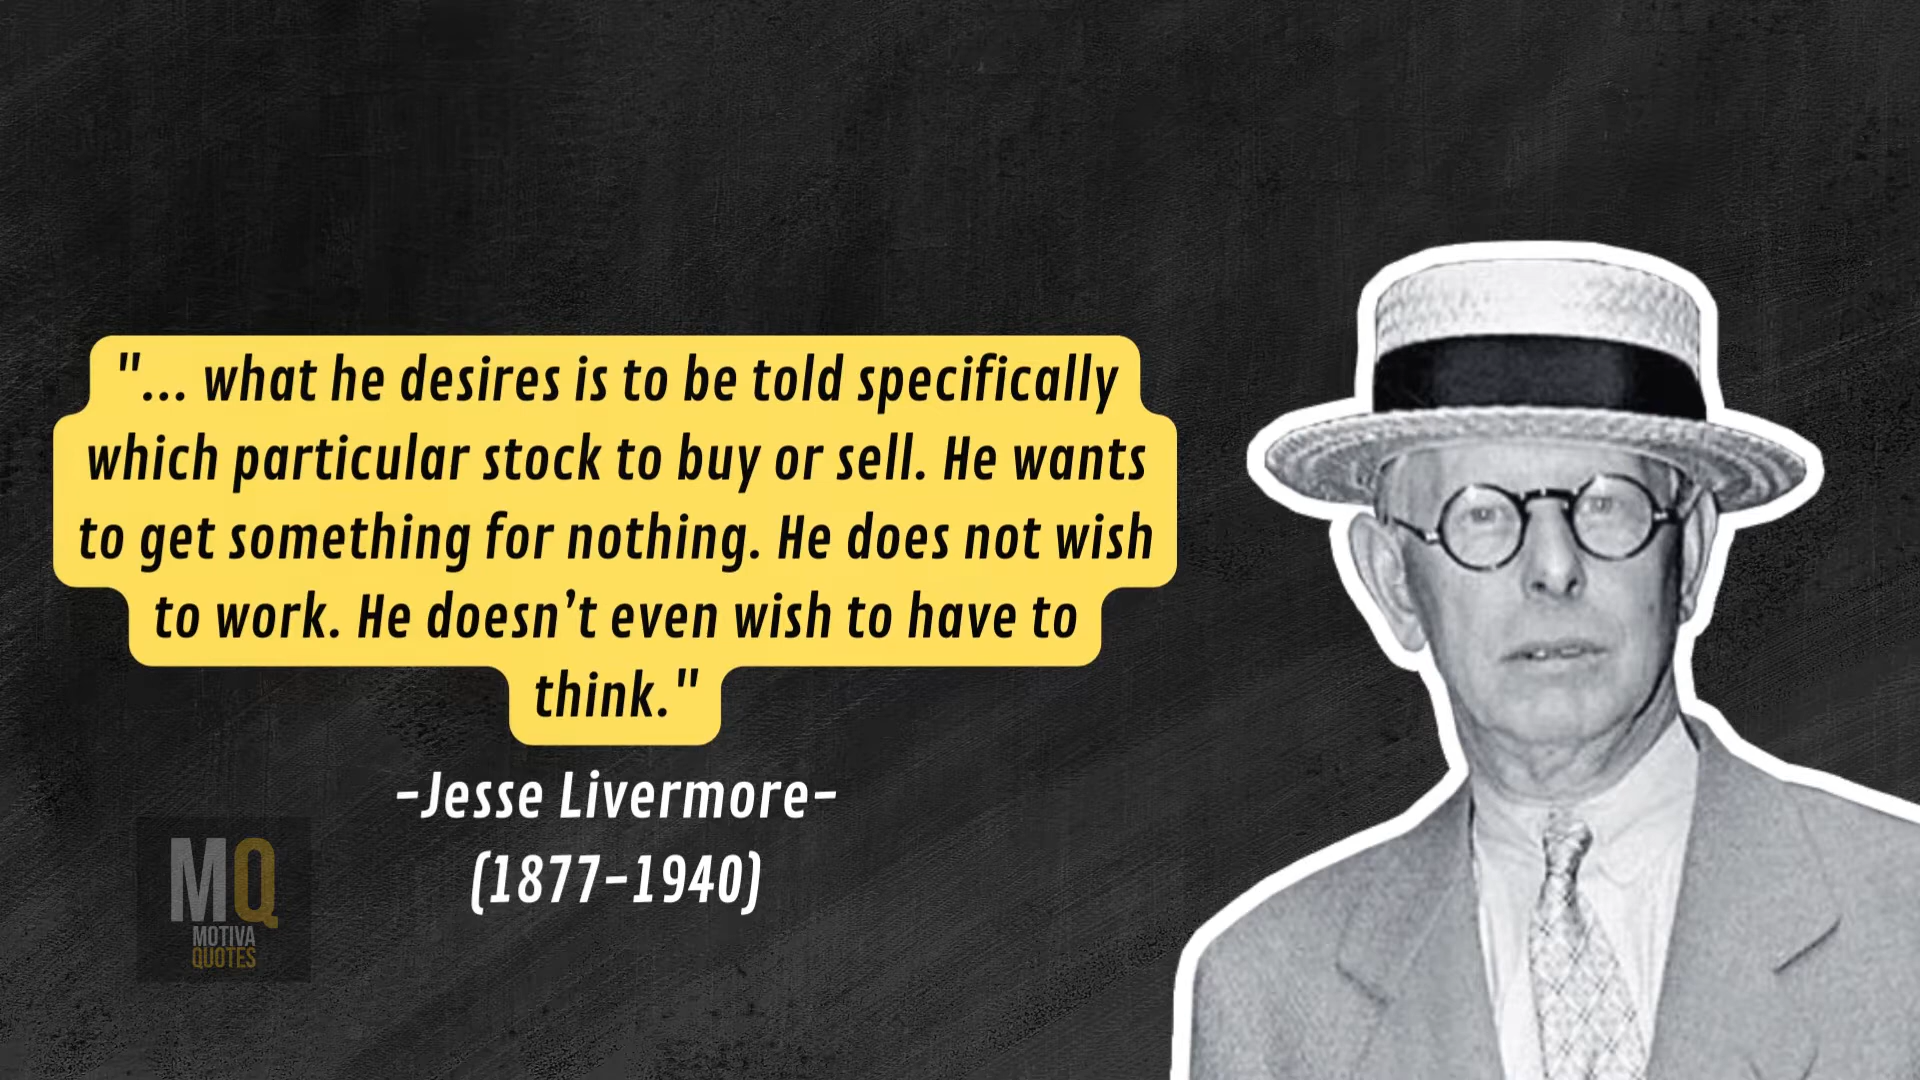 "... what he desires is to be told specifically
which particular stock to buy or sell. He wants
to get something for nothing. He does not wish
to work. He doesn’t even wish to have to
think."
-Jesse Livermore-
(1877-1940)
MQ
MOTIVA
QUOTES